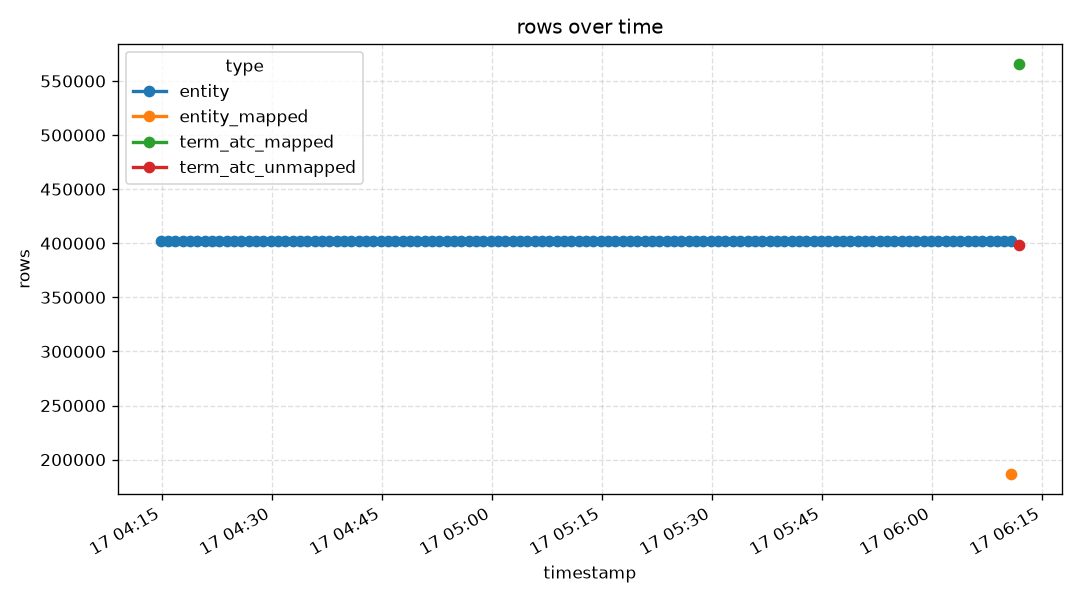 rows over time
type
entity
entity_mapped
term_atc_mapped
term_atc_unmapped
rows
550000
500000
450000
400000
350000
300000
250000
200000
17 04:15
17 04:30
17 04:45
17 05:00
17 05:15
17 05:30
17 05:45
17 06:00
17 06:15
timestamp